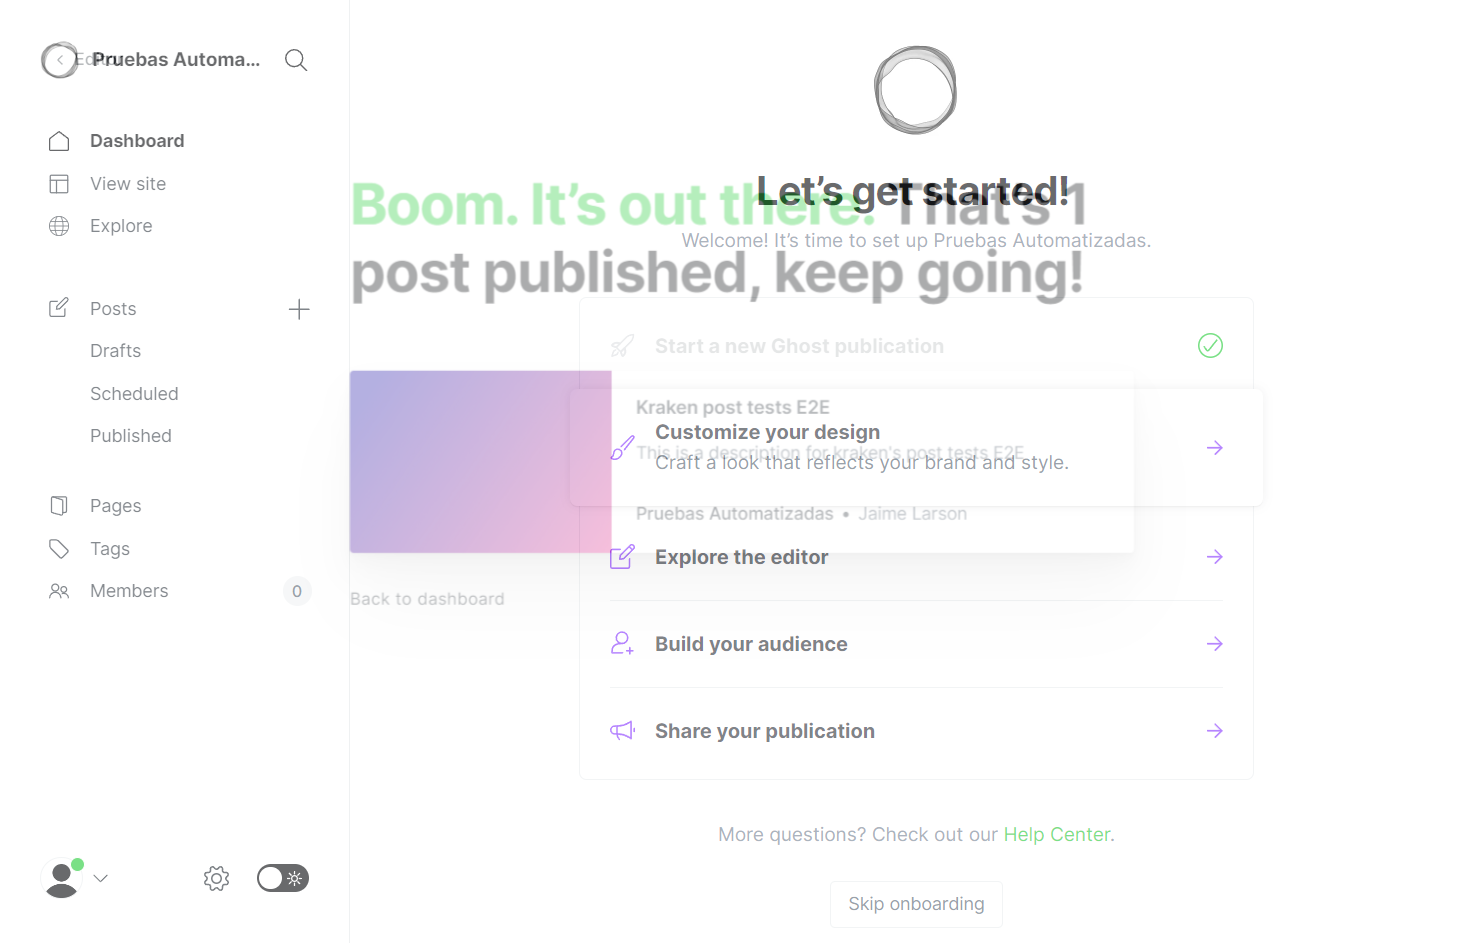 Editor
Pruebas Automa...
Dashboard
View site
Explore
Posts
Drafts
Scheduled
Published
Pages
Tags
Members
0
Let's get started!
Welcome! It's time to set up Pruebas Automatizadas.
Boom. It's out there. That's 1
post published, keep going!
Start a new Ghost publication
Kraken post tests E2E
This is a description for kraken's post tests E2E
Pruebas Automatizadas • Jaime Larson
Back to dashboard
Customize your design
Craft a look that reflects your brand and style.
Explore the editor
Build your audience
Share your publication
More questions? Check out our Help Center.
Skip onboarding